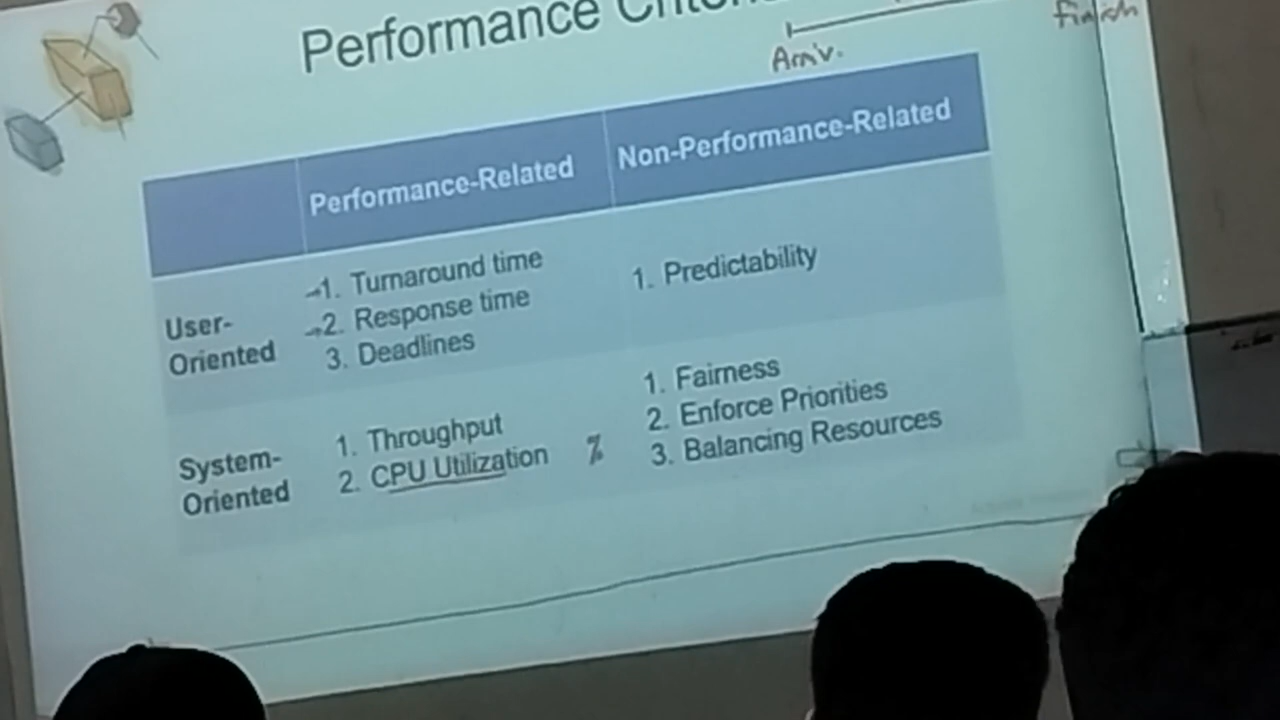 Performance Criteria
Arriv.
finish
Performance-Related
Non-Performance-Related
User-
Oriented
1. Turnaround time
2. Response time
3. Deadlines
1. Predictability
System-
Oriented
1. Throughput
2. CPU Utilization
%
1. Fairness
2. Enforce Priorities
3. Balancing Resources